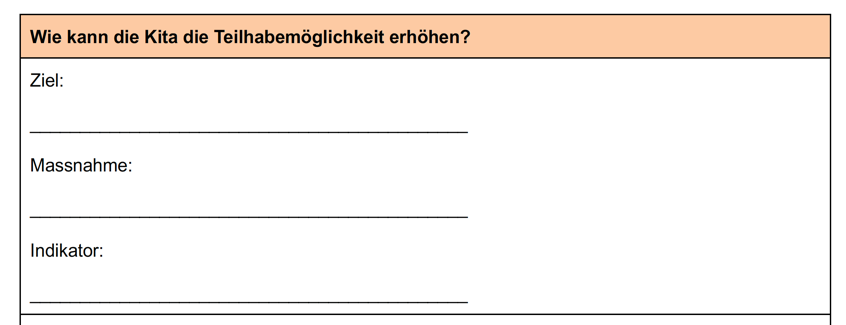 Wie kann die Kita die Teilhabemöglichkeit erhöhen?
Ziel:
Massnahme:
Indikator: